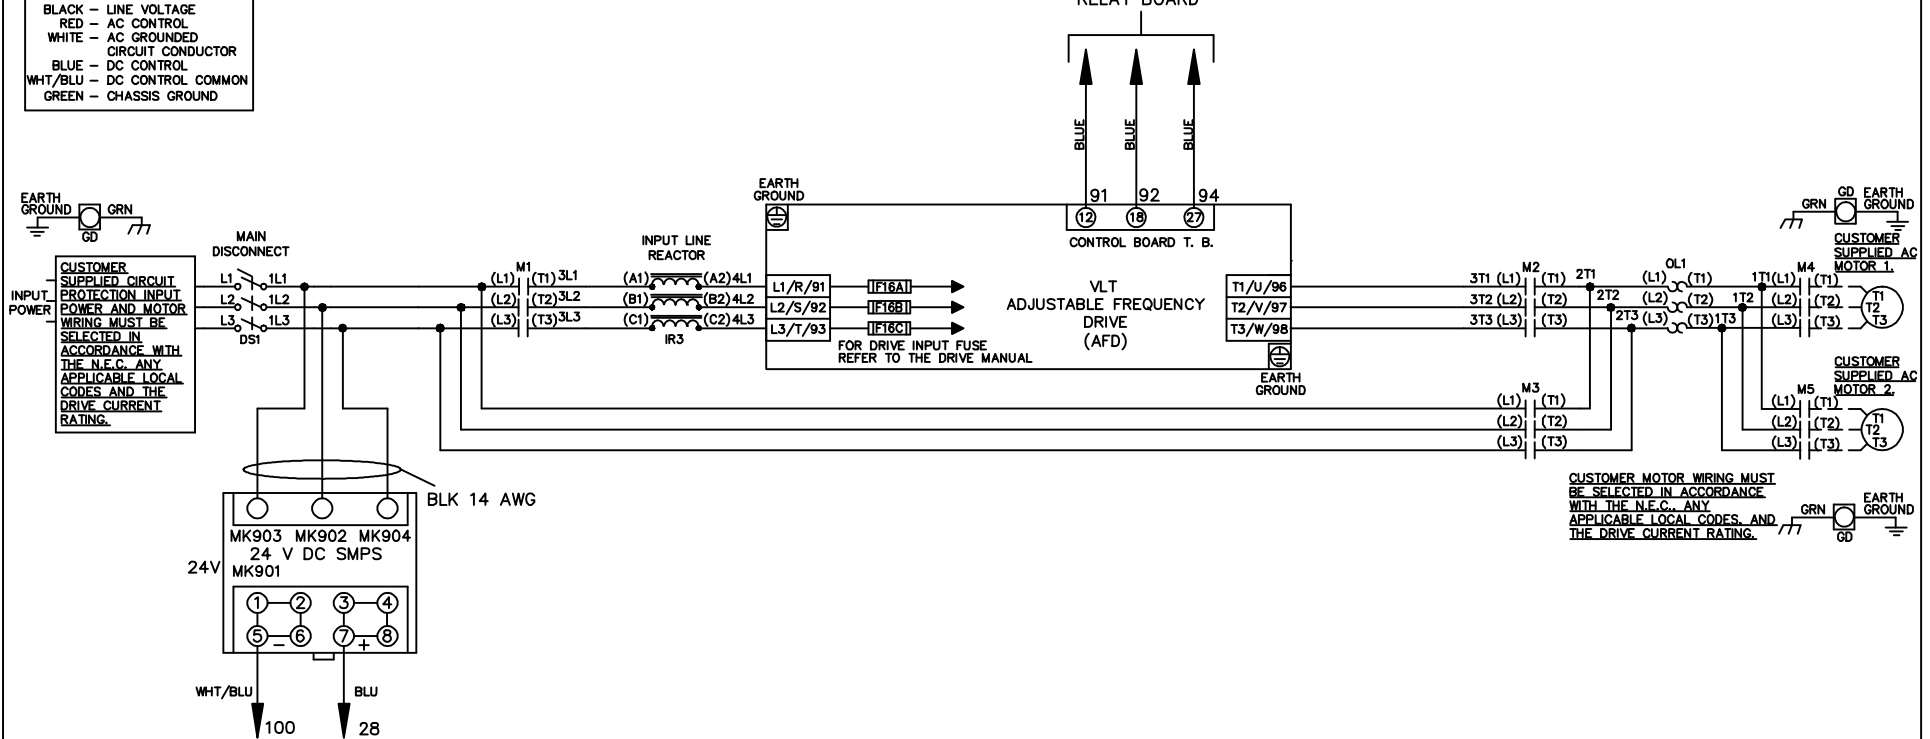 BLACK – LINE VOLTAGE
RED – AC CONTROL
WHITE – AC GROUNDED
CIRCUIT CONDUCTOR
BLUE – DC CONTROL
WHT/BLU – DC CONTROL COMMON
GREEN – CHASSIS GROUND
RELAY BOARD
BLUE
BLUE
BLUE
91 92 94
12 18 27
CONTROL BOARD T. B.
EARTH
GROUND
GRN
GD
INPUT
POWER
CUSTOMER
SUPPLIED CIRCUIT
PROTECTION INPUT
POWER AND MOTOR
WIRING MUST BE
SELECTED IN
ACCORDANCE WITH
THE N.E.C. ANY
APPLICABLE LOCAL
CODES AND THE
DRIVE CURRENT
RATING.
MAIN
DISCONNECT
L1 1L1
L2 1L2
L3 1L3
DS1
M1
(L1) (T1) 3L1
(L2) (T2) 3L2
(L3) (T3) 3L3
INPUT LINE
REACTOR
(A1) (A2) 4L1
(B1) (B2) 4L2
(C1) (C2) 4L3
IR3
EARTH
GROUND
L1/R/91
L2/S/92
L3/T/93
F16A
F16B
F16C
FOR DRIVE INPUT FUSE
REFER TO THE DRIVE MANUAL
VLT
ADJUSTABLE FREQUENCY
DRIVE
(AFD)
T1/U/96
T2/V/97
T3/W/98
EARTH
GROUND
M2
3T1 (L1) (T1) 2T1
3T2 (L2) (T2) 2T2
3T3 (L3) (T3) 2T3
OL1
(L1) (T1) 1T1
(L2) (T2) 1T2
(L3) (T3) 1T3
GRN
GD
EARTH
GROUND
CUSTOMER
SUPPLIED AC
MOTOR 1.
M4
(L1) (T1)
(L2) (T2)
(L3) (T3)
T1
T2
T3
M3
(L1) (T1)
(L2) (T2)
(L3) (T3)
CUSTOMER
SUPPLIED AC
MOTOR 2.
M5
(L1) (T1)
(L2) (T2)
(L3) (T3)
T1
T2
T3
CUSTOMER MOTOR WIRING MUST
BE SELECTED IN ACCORDANCE
WITH THE N.E.C., ANY
APPLICABLE LOCAL CODES, AND
THE DRIVE CURRENT RATING.
GRN
GD
EARTH
GROUND
BLK 14 AWG
MK903 MK902 MK904
24 V DC SMPS
24V
MK901
1 2 3 4
5 – 6 7 + 8
WHT/BLU BLU
100 28